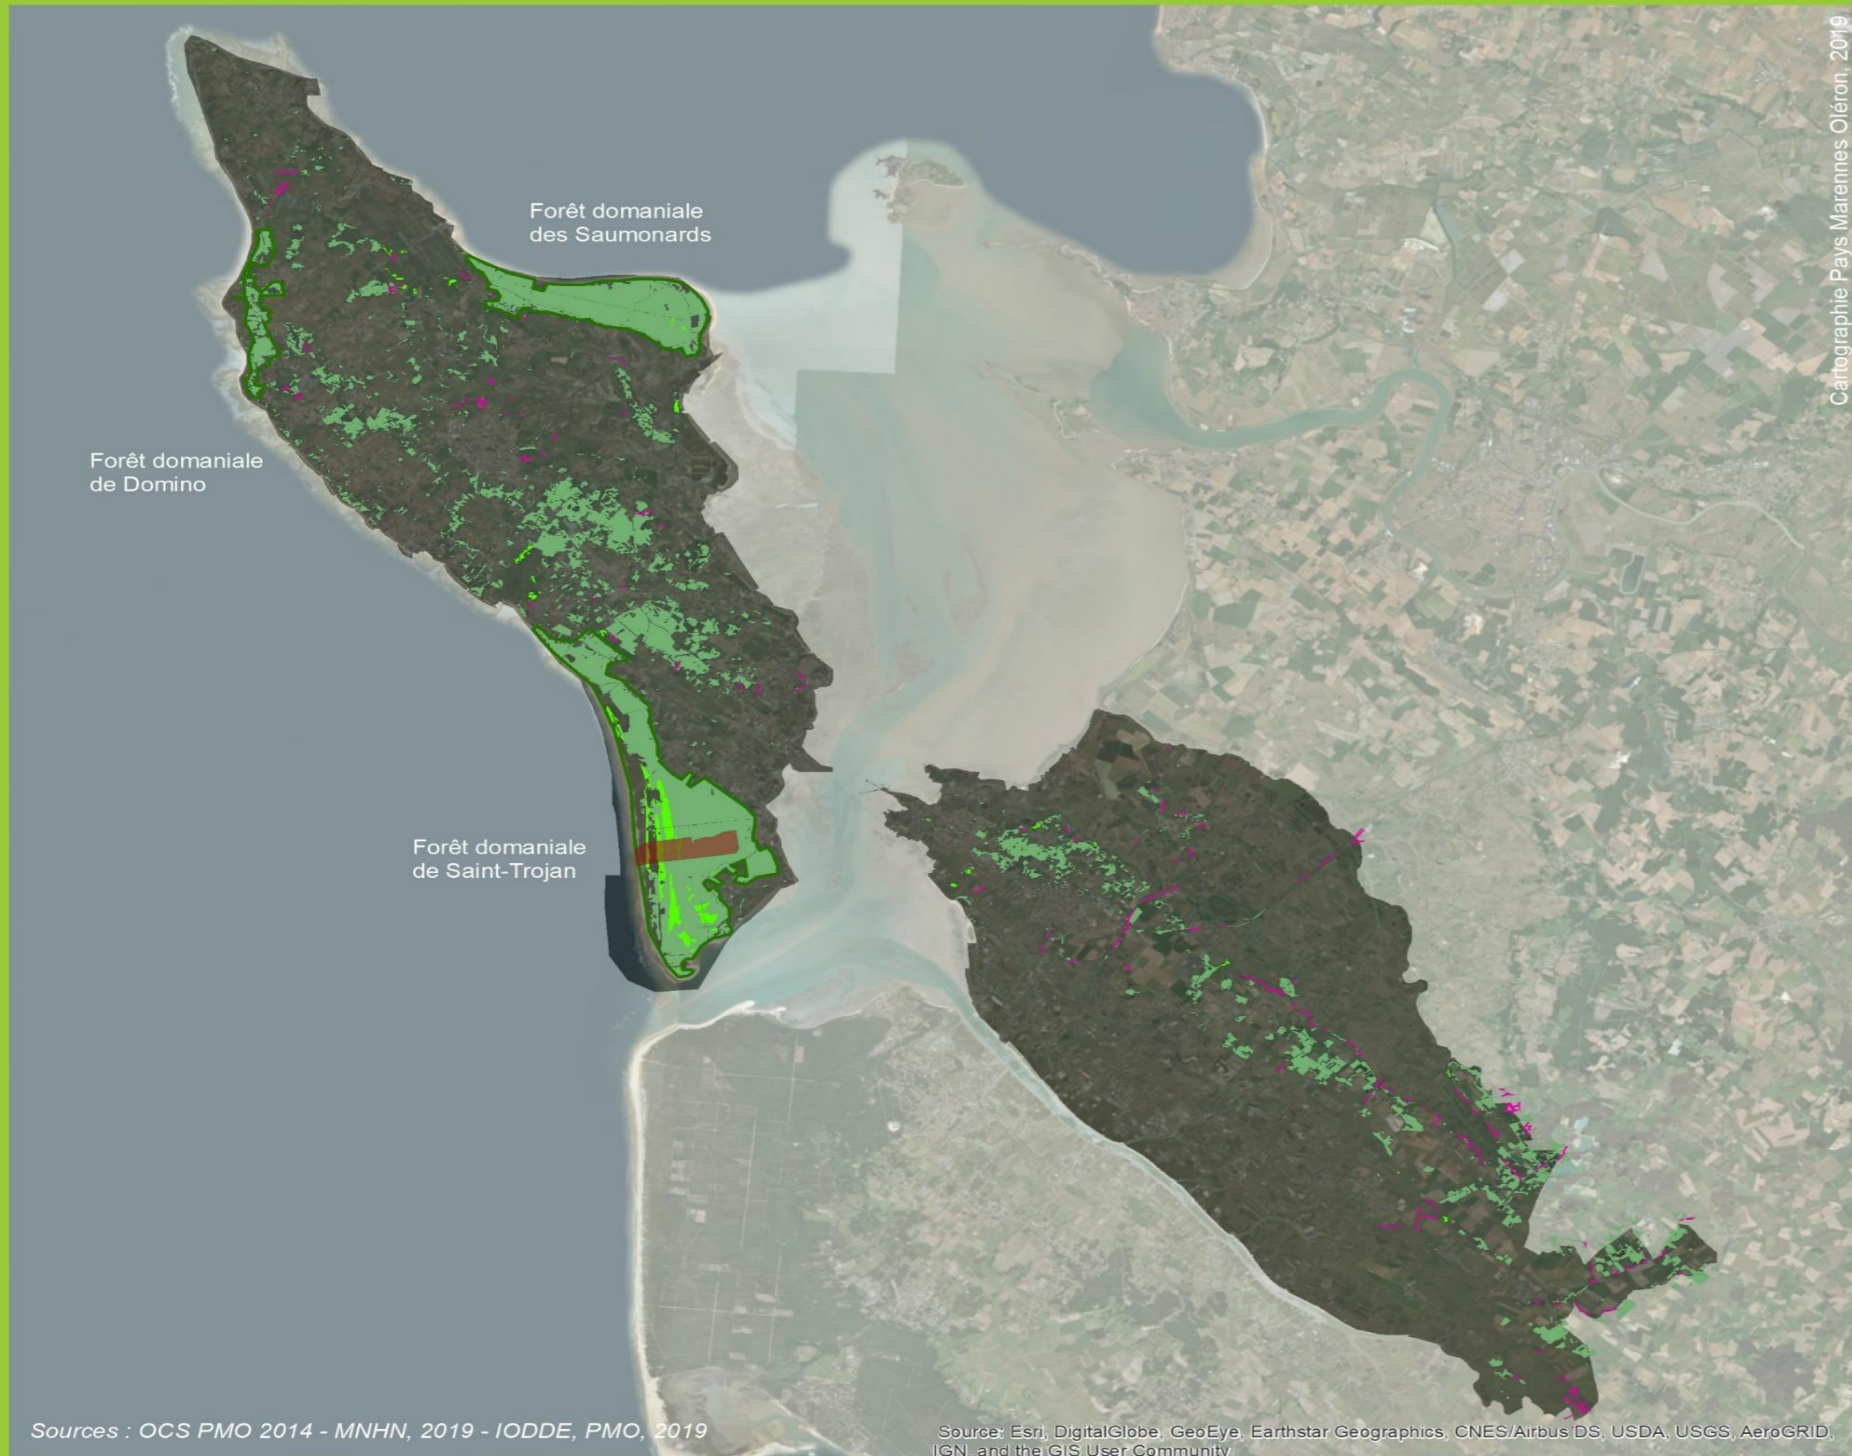 Cartographie Pays Marennes Oléron, 2019
Forêt domaniale
des Saumonards
Forêt domaniale
de Domino
Forêt domaniale
de Saint-Trojan
Sources : OCS PMO 2014 - MNHN, 2019 - IODDE, PMO, 2019
Source: Esri, DigitalGlobe, GeoEye, Earthstar Geographics, CNES/Airbus DS, USDA, USGS, AeroGRID,
IGN, and the GIS User Community